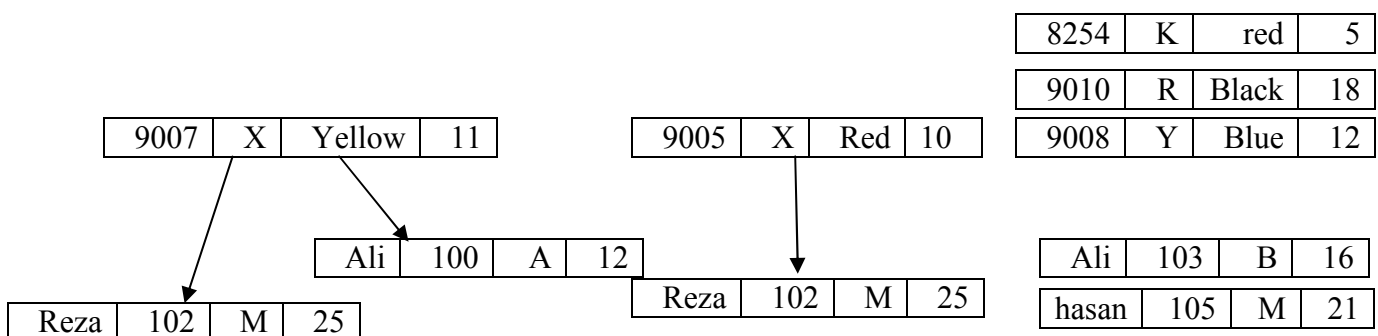 8254 K red 5
9010 R Black 18
9007 X Yellow 11
9005 X Red 10
9008 Y Blue 12
Ali 100 A 12
Ali 103 B 16
Reza 102 M 25
hasan 105 M 21
Reza 102 M 25